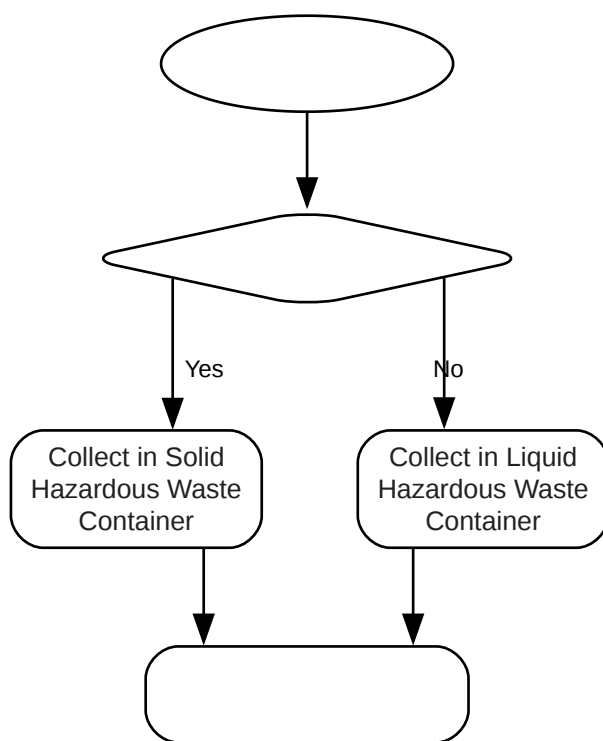 Yes
No
Collect in Solid
Hazardous Waste
Container
Collect in Liquid
Hazardous Waste
Container